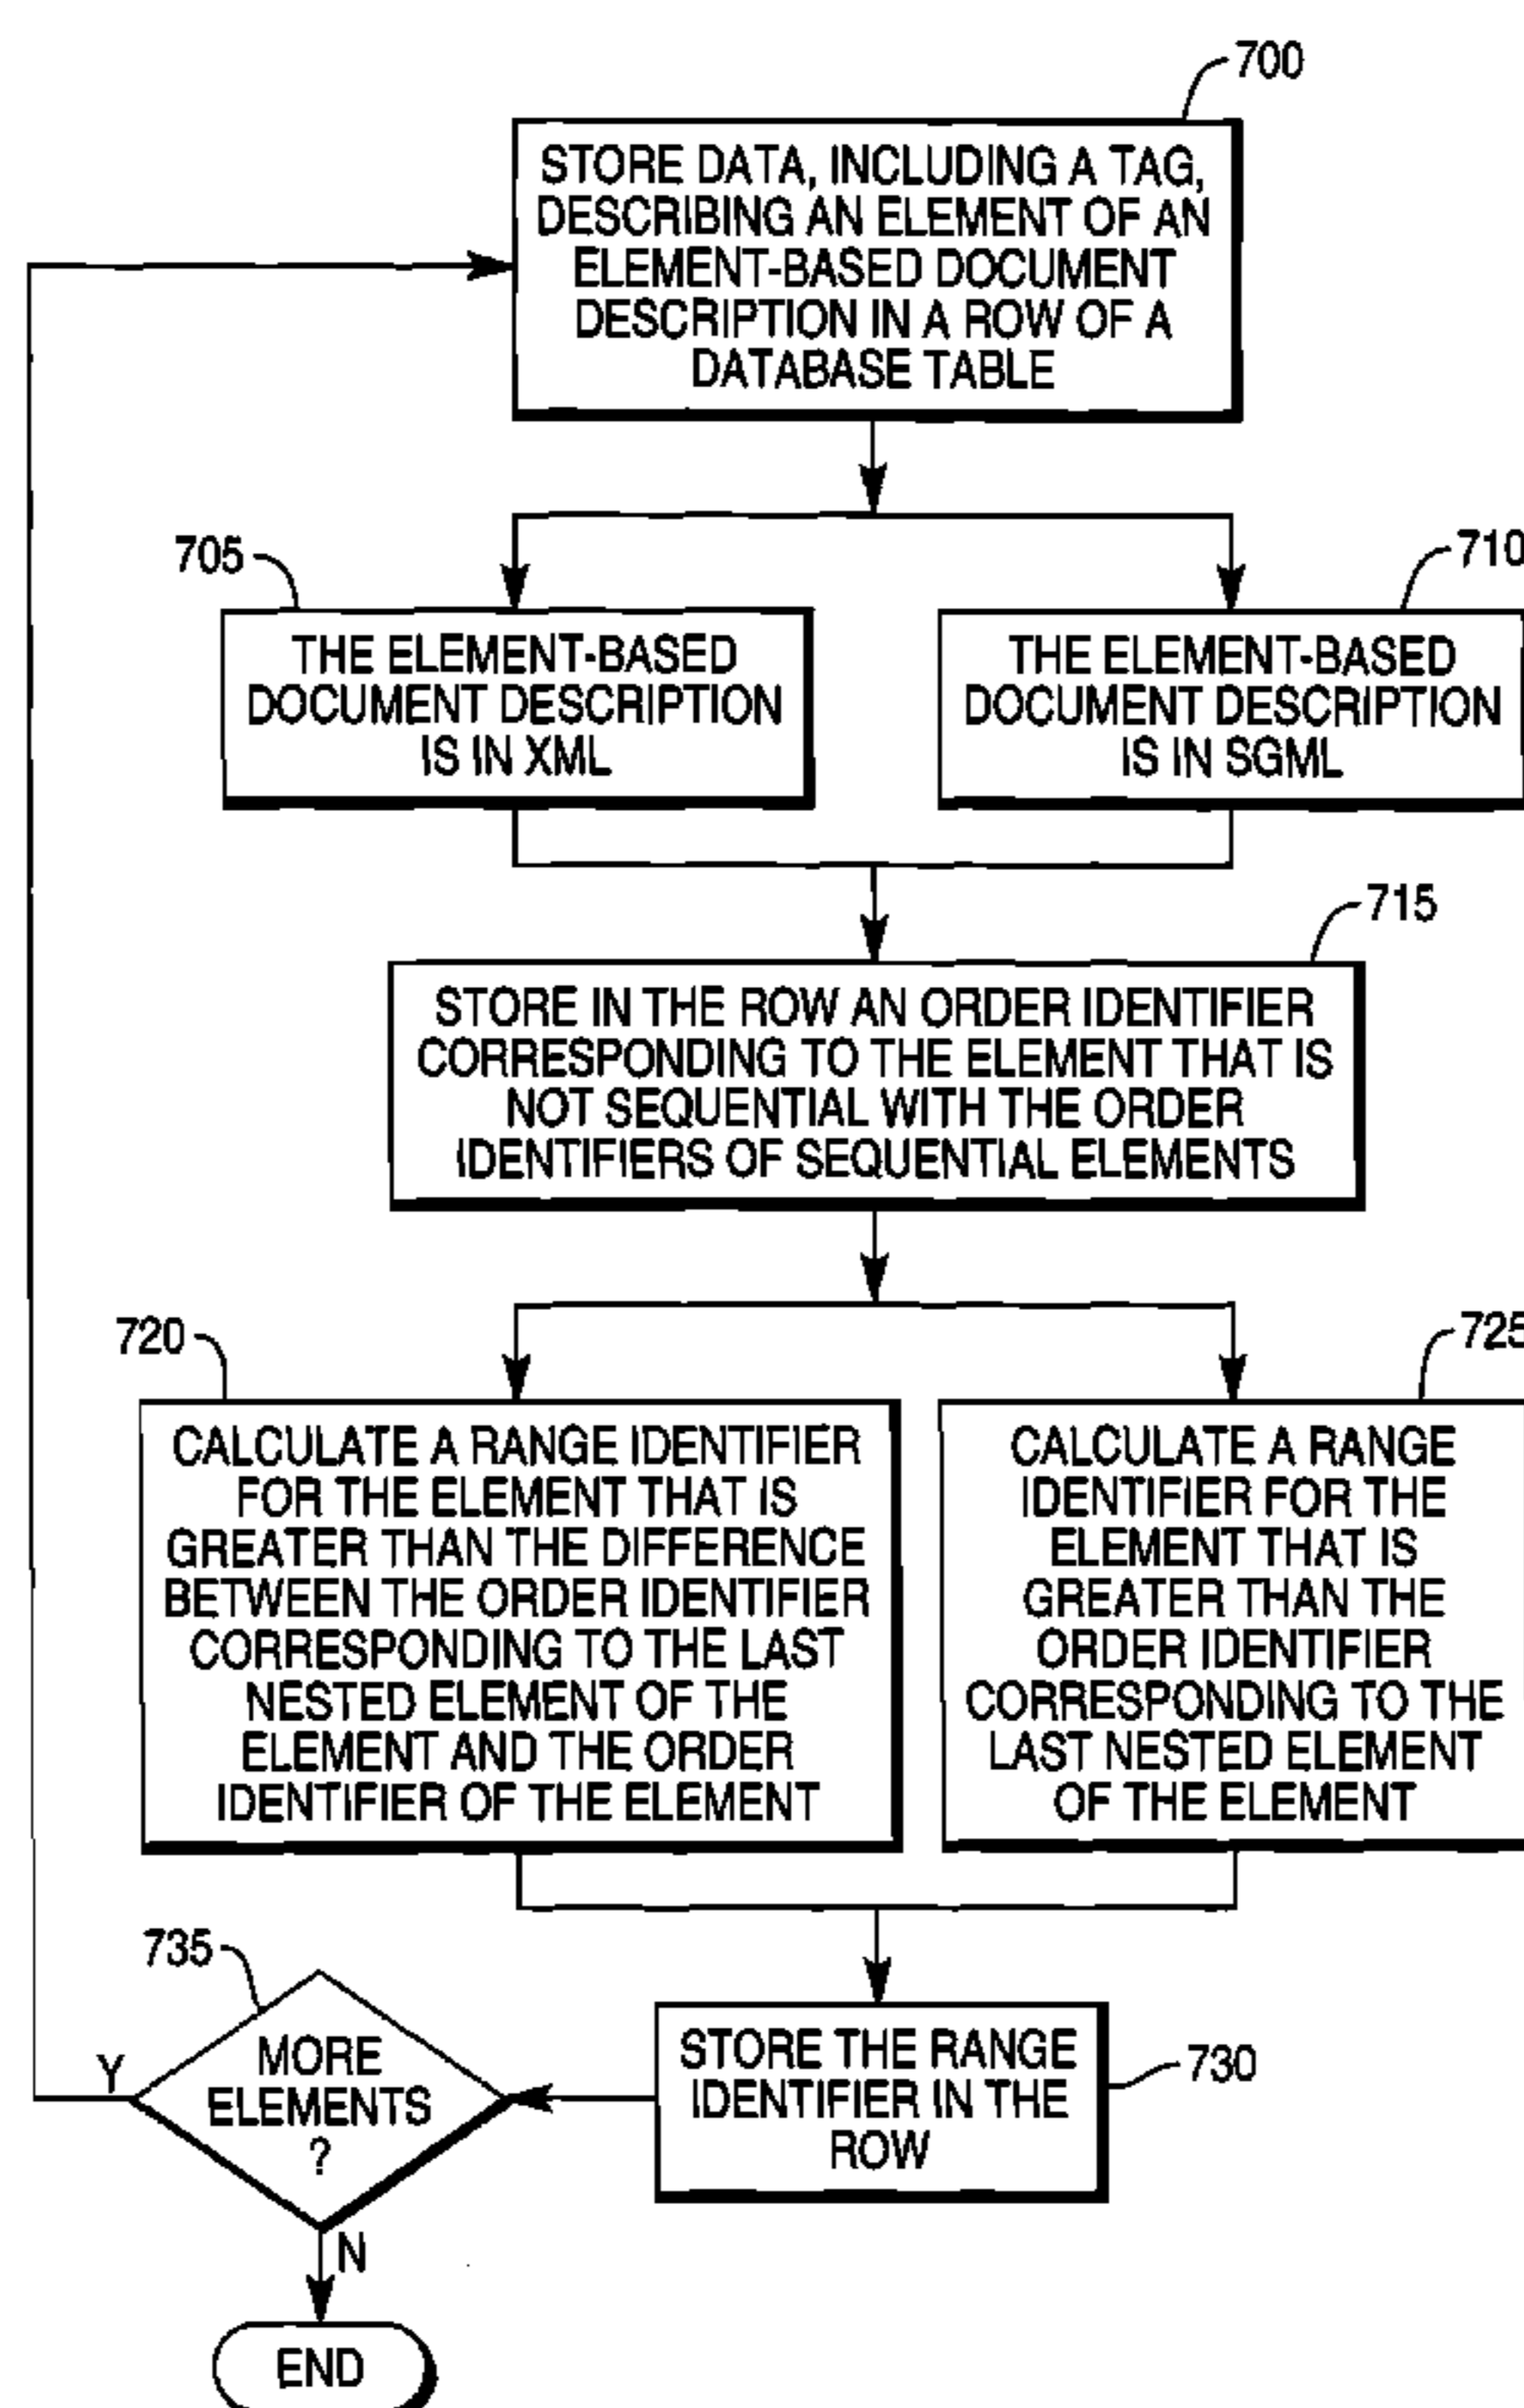 700
STORE DATA, INCLUDING A TAG,
DESCRIBING AN ELEMENT OF AN
ELEMENT-BASED DOCUMENT
DESCRIPTION IN A ROW OF A
DATABASE TABLE
705
THE ELEMENT-BASED
DOCUMENT DESCRIPTION
IS IN XML
710
THE ELEMENT-BASED
DOCUMENT DESCRIPTION
IS IN SGML
715
STORE IN THE ROW AN ORDER IDENTIFIER
CORRESPONDING TO THE ELEMENT THAT IS
NOT SEQUENTIAL WITH THE ORDER
IDENTIFIERS OF SEQUENTIAL ELEMENTS
720
CALCULATE A RANGE IDENTIFIER
FOR THE ELEMENT THAT IS
GREATER THAN THE DIFFERENCE
BETWEEN THE ORDER IDENTIFIER
CORRESPONDING TO THE LAST
NESTED ELEMENT OF THE
ELEMENT AND THE ORDER
IDENTIFIER OF THE ELEMENT
725
CALCULATE A RANGE
IDENTIFIER FOR THE
ELEMENT THAT IS
GREATER THAN THE
ORDER IDENTIFIER
CORRESPONDING TO THE
LAST NESTED ELEMENT
OF THE ELEMENT
730
STORE THE RANGE
IDENTIFIER IN THE
ROW
735
MORE
ELEMENTS
?
Y
N
END